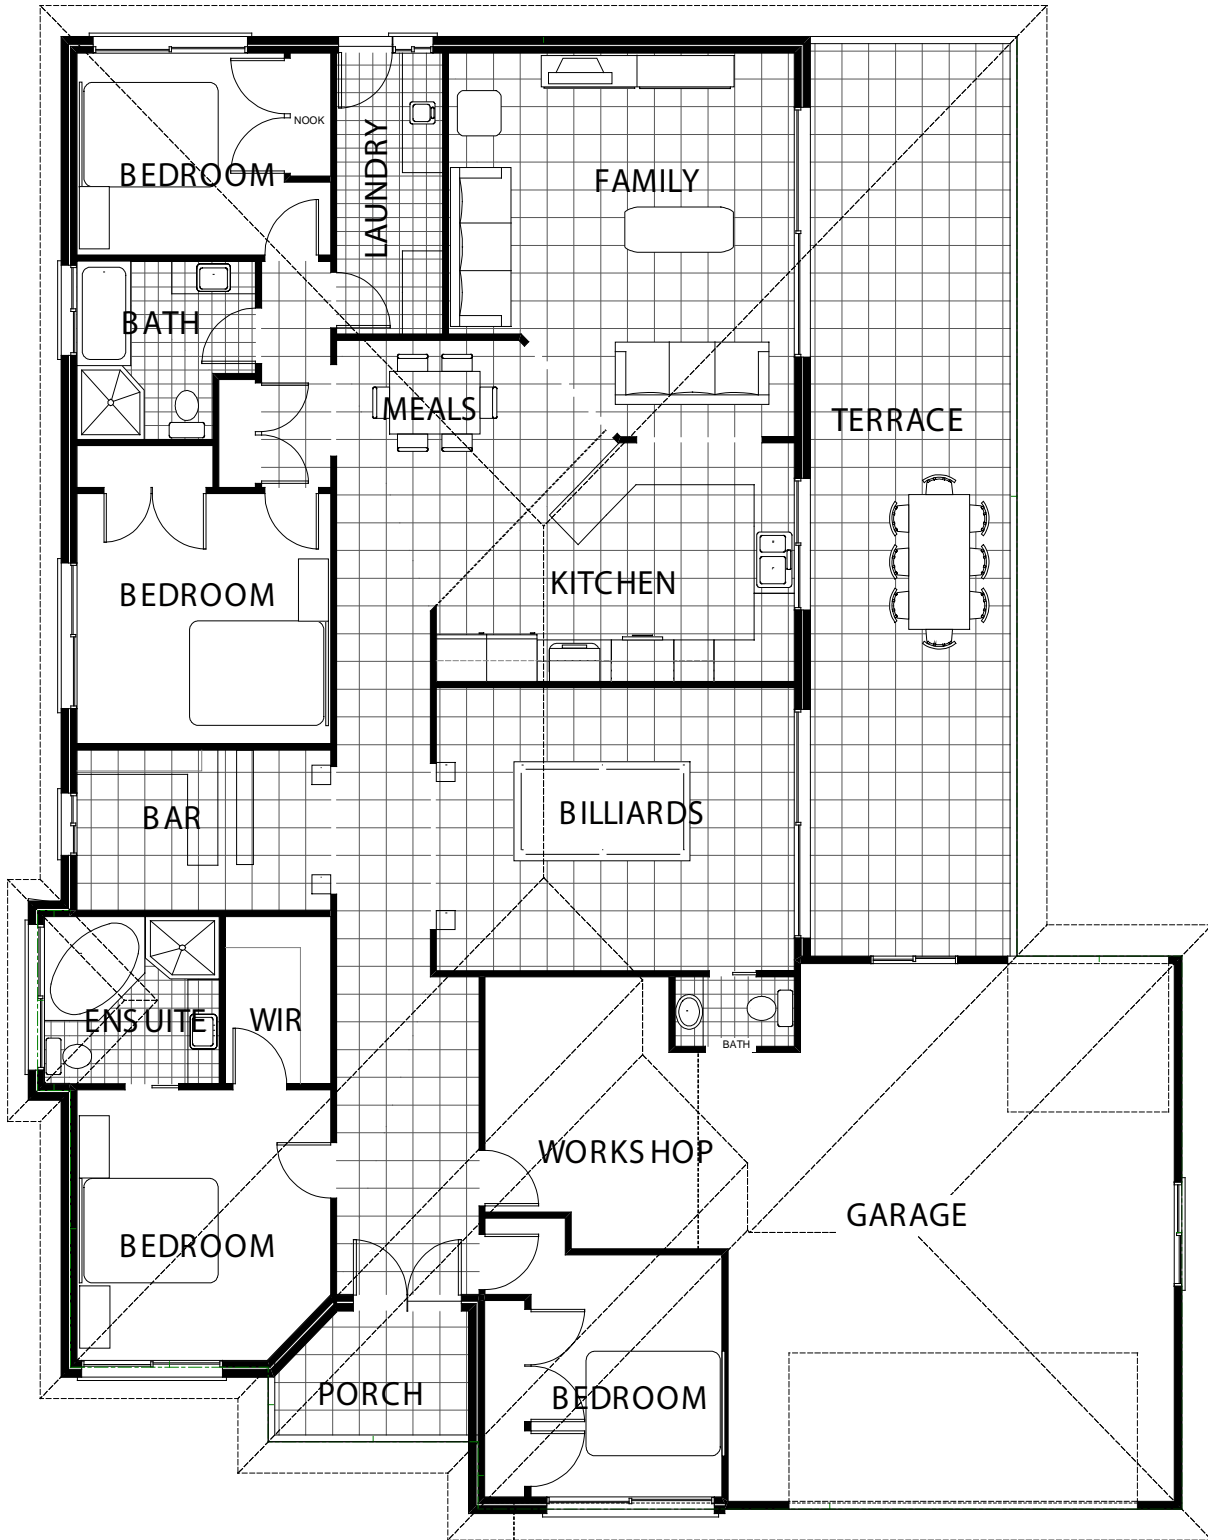 NOOK
BEDROOM
LAUNDRY
FAMILY
BATH
MEALS
TERRACE
KITCHEN
BEDROOM
BAR
BILLIARDS
ENSUITE
WIR
BATH
WORKSHOP
GARAGE
BEDROOM
PORCH
BEDROOM